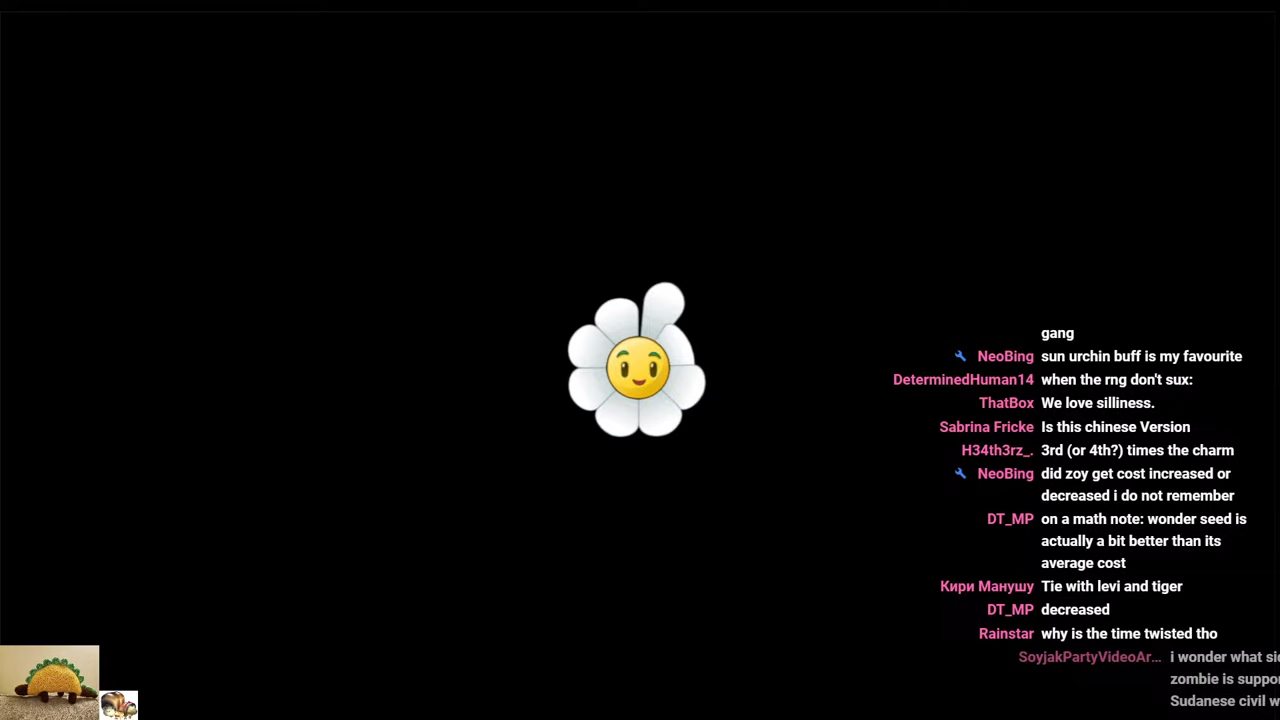 gang
NeoBing sun urchin buff is my favourite
DeterminedHuman14 when the rng don't sux:
ThatBox We love silliness.
Sabrina Fricke Is this chinese Version
H34th3rz_. 3rd (or 4th?) times the charm
NeoBing did zoy get cost increased or
decreased i do not remember
DT_MP on a math note: wonder seed is
actually a bit better than its
average cost
Кири Манушу Tie with levi and tiger
DT_MP decreased
Rainstar why is the time twisted tho
SoyjakPartyVideoAr... i wonder what
zombie is
Sudanese civil